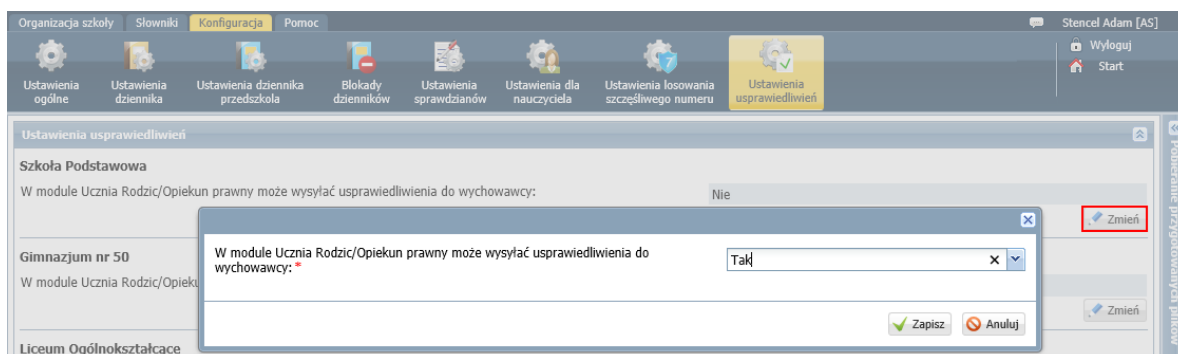 Organizacja szkoły Słowniki Konfiguracja Pomoc Stencel Adam [AS]
Wyloguj
Start
Ustawienia ogólne
Ustawienia dziennika
Ustawienia dziennika przedszkola
Blokady dzienników
Ustawienia sprawdzianów
Ustawienia dla nauczyciela
Ustawienia losowania szczęśliwego numeru
Ustawienia usprawiedliwień
Ustawienia usprawiedliwień
Szkoła Podstawowa
W module Ucznia Rodzic/Opiekun prawny może wysyłać usprawiedliwienia do wychowawcy: Nie
Zmień
W module Ucznia Rodzic/Opiekun prawny może wysyłać usprawiedliwienia do
wychowawcy: * Tak
Zapisz Anuluj
Gimnazjum nr 50
W module Ucznia Rodzic/Opieku
Zmień
Liceum Ogólnokształcące
Pobieranie przygotowanych plików